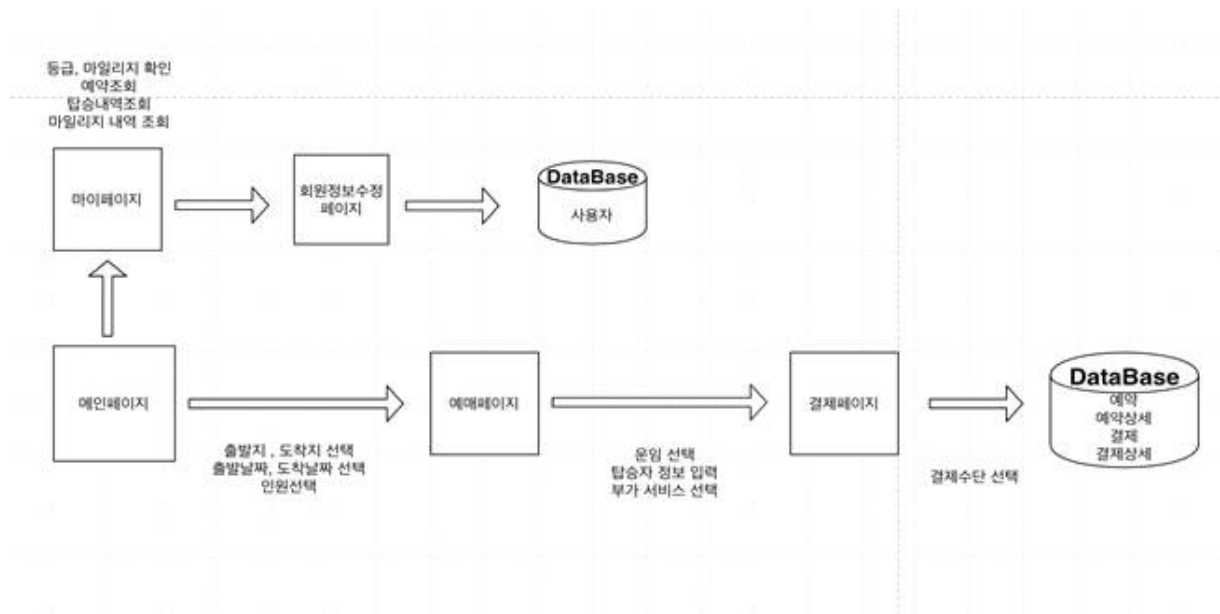 등급, 마일리지 확인
예약조회
탑승내역조회
마일리지 내역 조회
마이페이지
회원정보수정
페이지
DataBase
사용자
메인페이지
예매페이지
결제페이지
DataBase
예약
예약상세
결제
결제상세
출발지 , 도착지 선택
출발날짜, 도착날짜 선택
인원선택
운임 선택
탑승자 정보 입력
부가 서비스 선택
결제수단 선택